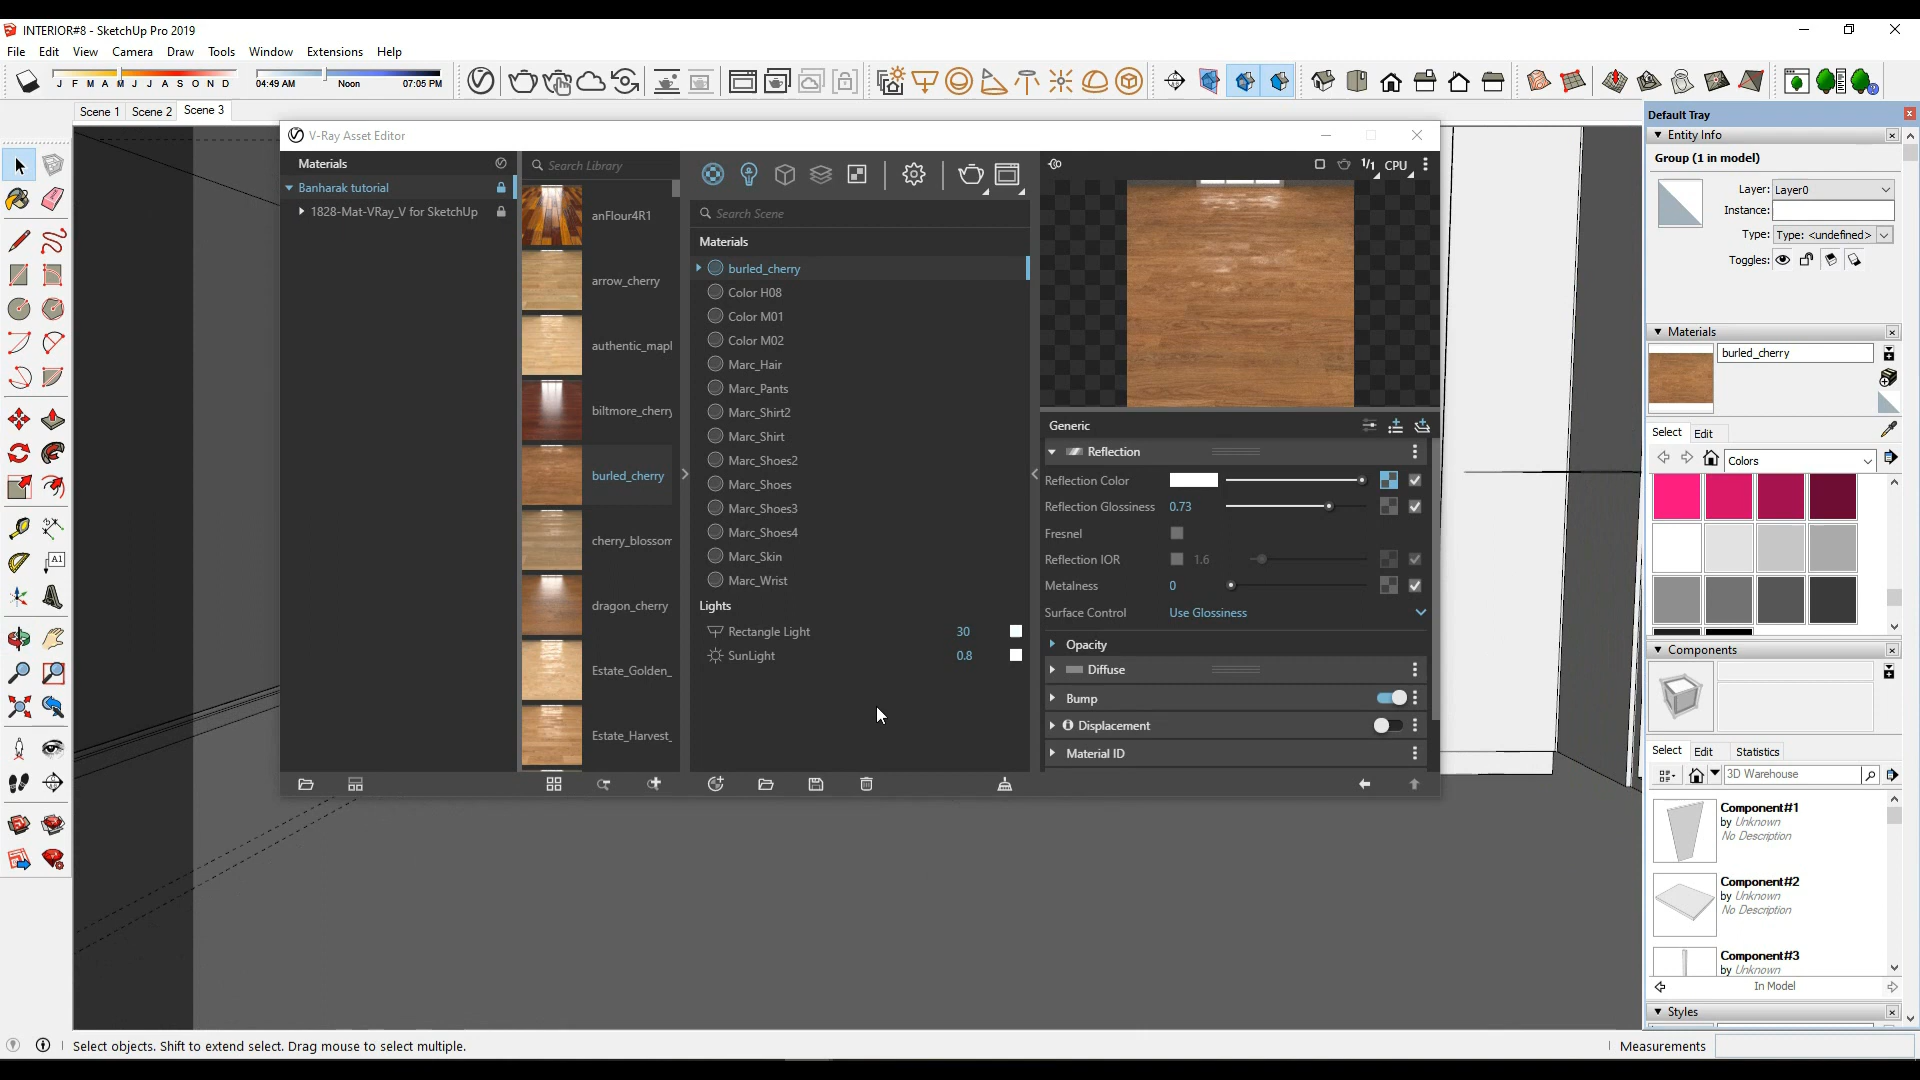 INTERIOR#8 - SketchUp Pro 2019
File Edit View Camera Draw Tools Window Extensions Help
J F M A M J J A S O N D
04:49 AM Noon 07:05 PM
Scene 1 Scene 2 Scene 3
V-Ray Asset Editor
Materials
Banharak tutorial
1828-Mat-VRay_V for SketchUp
Search Library
anFlour4R1
arrow_cherry
authentic_mapl
biltmore_cherry
burled_cherry
cherry_blossom
dragon_cherry
Estate_Golden_
Estate_Harvest_
Search Scene
Materials
burled_cherry
Color H08
Color M01
Color M02
Marc_Hair
Marc_Pants
Marc_Shirt2
Marc_Shirt
Marc_Shoes2
Marc_Shoes
Marc_Shoes3
Marc_Shoes4
Marc_Skin
Marc_Wrist
Lights
Rectangle Light 30
SunLight 0.8
1/1 CPU
Generic
Reflection
Reflection Color
Reflection Glossiness 0.73
Fresnel
Reflection IOR 1.6
Metalness 0
Surface Control Use Glossiness
Opacity
Diffuse
Bump
Displacement
Material ID
Default Tray
Entity Info
Group (1 in model)
Layer: Layer0
Instance:
Type: Type: <undefined>
Toggles:
Materials
burled_cherry
Select Edit
Colors
Components
Select Edit Statistics
3D Warehouse
Component#1
by Unknown
No Description
Component#2
by Unknown
No Description
Component#3
by Unknown
In Model
Styles
A1
Select objects. Shift to extend select. Drag mouse to select multiple.
Measurements